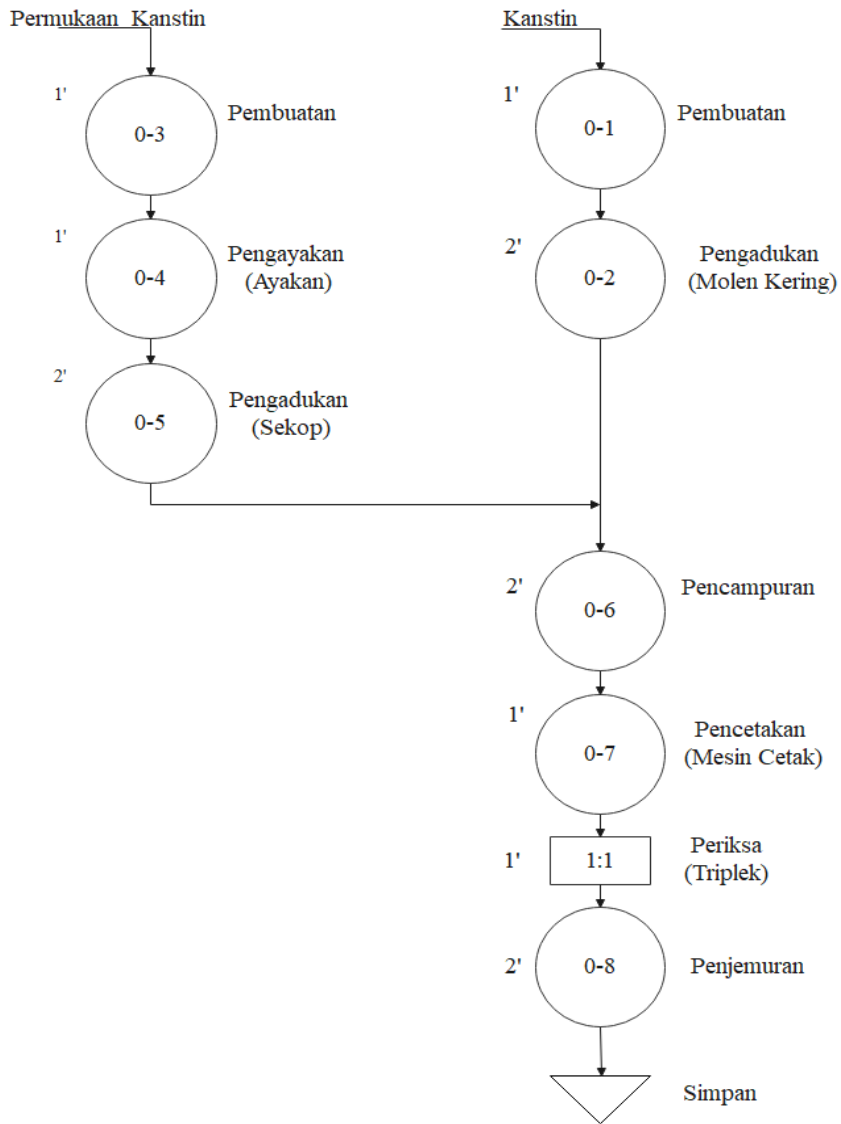 Permukaan Kanstin
1'
0-3
Pembuatan
1'
0-4
Pengayakan
(Ayakan)
2'
0-5
Pengadukan
(Sekop)
Kanstin
1'
0-1
Pembuatan
2'
0-2
Pengadukan
(Molen Kering)
2'
0-6
Pencampuran
1'
0-7
Pencetakan
(Mesin Cetak)
1'
1:1
Periksa
(Triplek)
2'
0-8
Penjemuran
Simpan